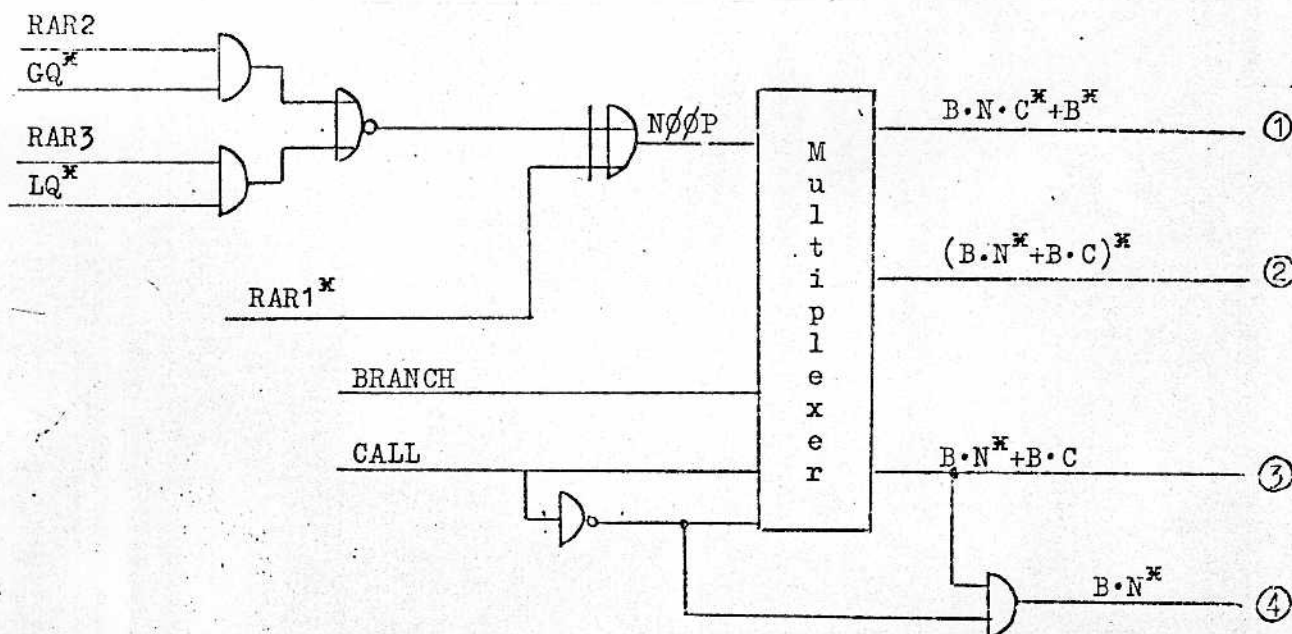 RAR2
GQ*
RAR3
LQ*
NØØP
Multiplexer
B·N·C*+B*
①
(B·N*+B·C)*
②
RAR1*
BRANCH
CALL
B·N*+B·C
③
B·N*
④